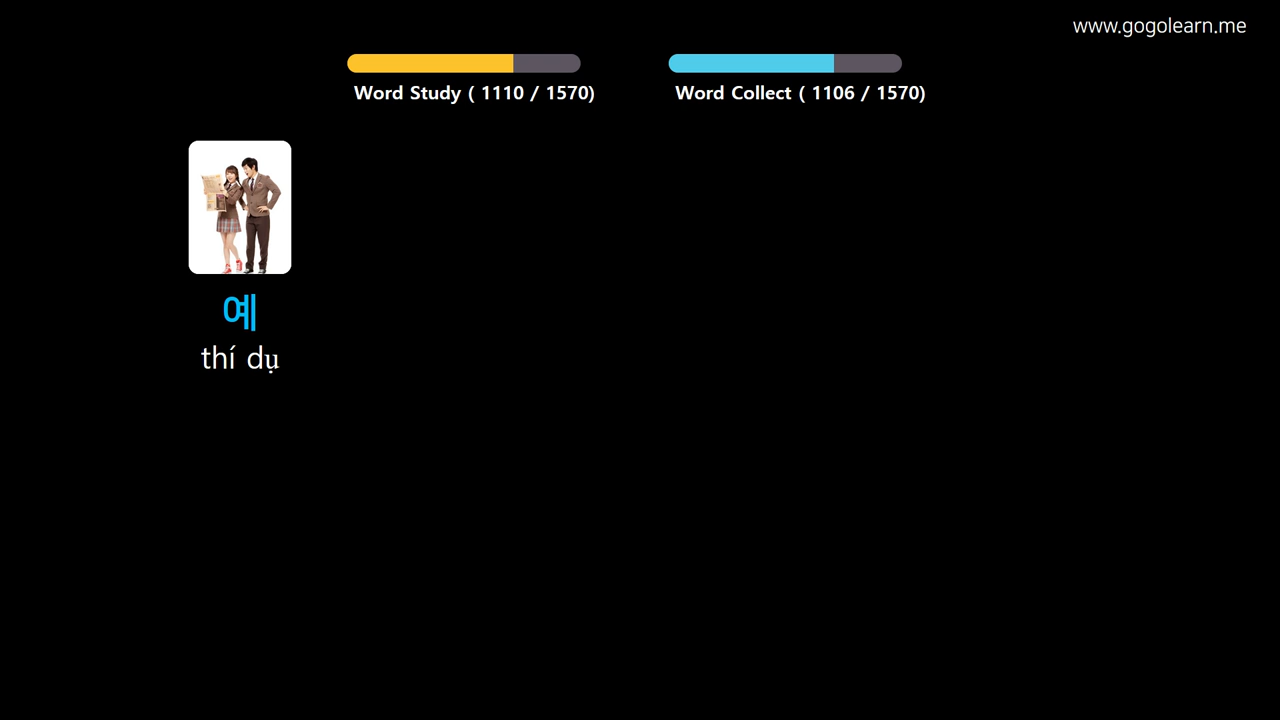 www.gogolearn.me
Word Study ( 1110 / 1570)
Word Collect ( 1106 / 1570)
예
thí dụ